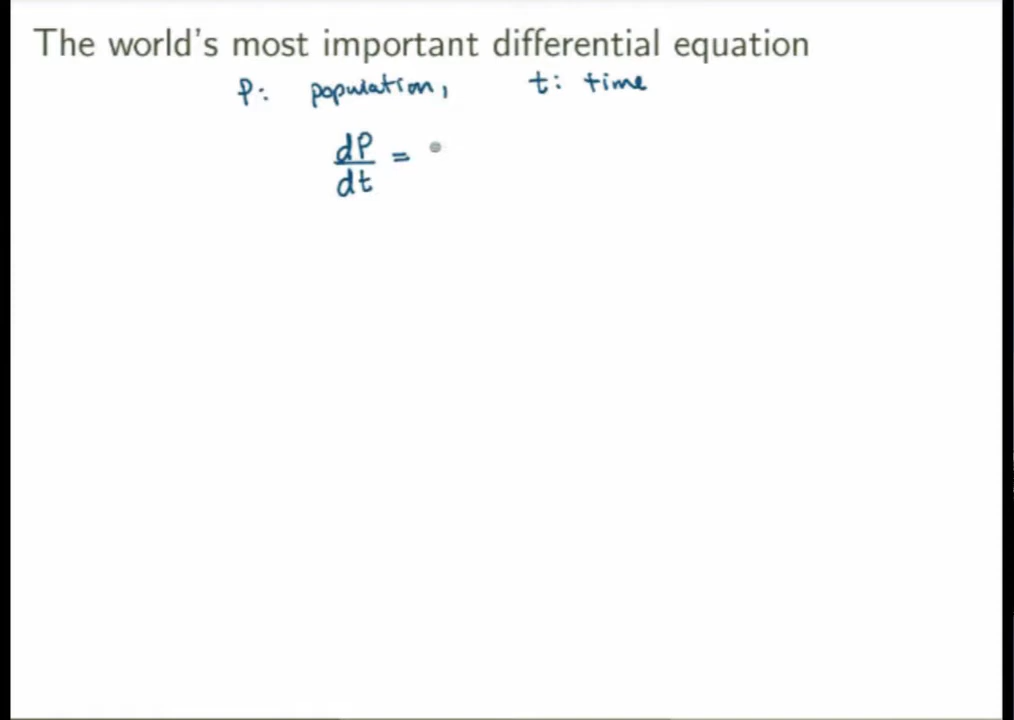 The world's most important differential equation
P: population, t: time
dP/dt =